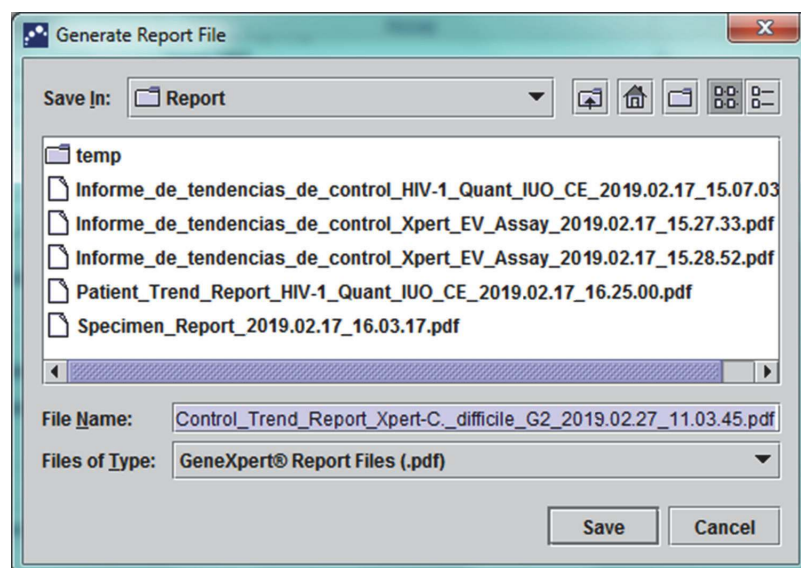 Generate Report File
Save In: Report
temp
Informe_de_tendencias_de_control_HIV-1_Quant_IUO_CE_2019.02.17_15.07.03
Informe_de_tendencias_de_control_Xpert_EV_Assay_2019.02.17_15.27.33.pdf
Informe_de_tendencias_de_control_Xpert_EV_Assay_2019.02.17_15.28.52.pdf
Patient_Trend_Report_HIV-1_Quant_IUO_CE_2019.02.17_16.25.00.pdf
Specimen_Report_2019.02.17_16.03.17.pdf
File Name: Control_Trend_Report_Xpert-C._difficile_G2_2019.02.27_11.03.45.pdf
Files of Type: GeneXpert® Report Files (.pdf)
Save Cancel